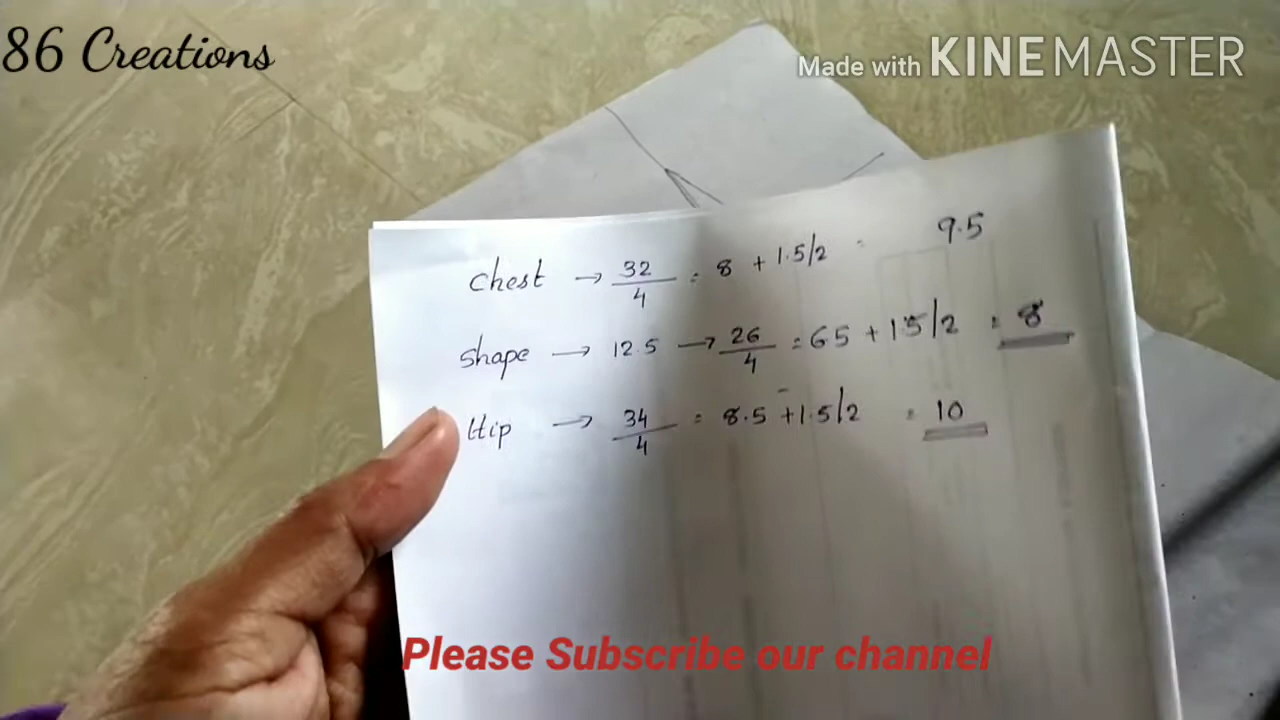 86 Creations
Made with KINEMASTER
Chest → 32/4 = 8 + 1.5/2 = 9.5
Shape → 12.5 → 26/4 = 6.5 + 1.5/2 = 8
Hip → 34/4 = 8.5 + 1.5/2 = 10
Please Subscribe our channel